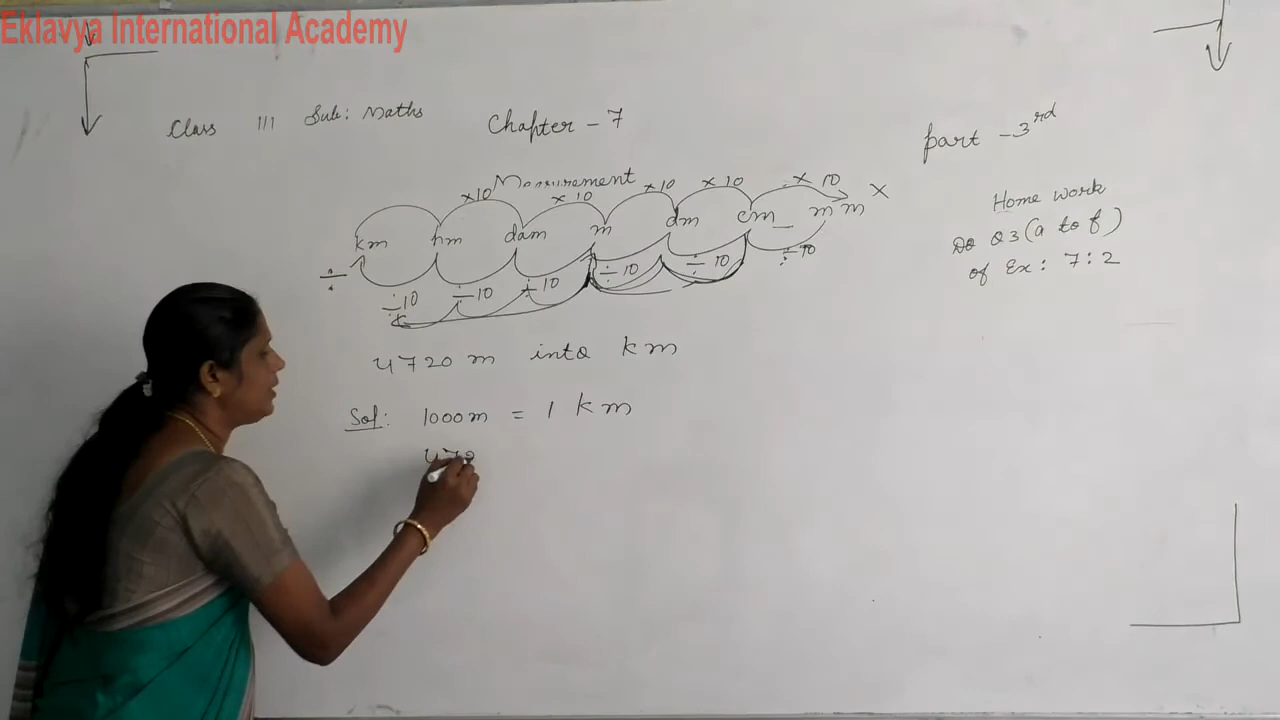 Eklavya International Academy
Class III Sub: Maths Chapter - 7 part - 3rd
Measurement
×10 ×10 ×10 ×10 × 10 ×
km hm dam m dm cm mm
÷ ÷10 ÷10 ÷10 ÷10 ÷10 ÷10
Home work
Do Q3 (a to f)
of Ex: 7:2
4720 m into km
Sol: 1000m = 1 km
472